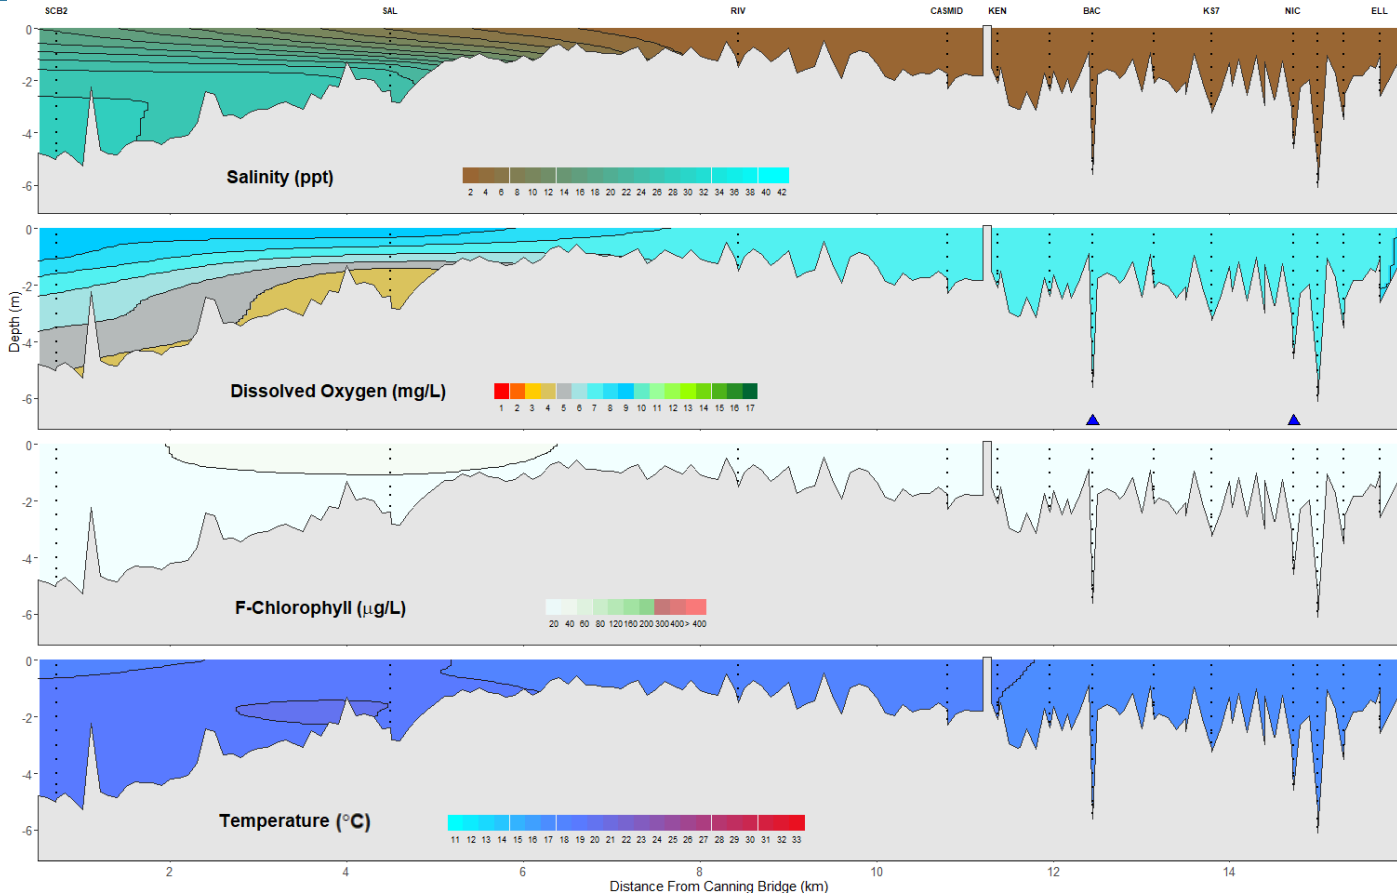 SCB2 SAL RIV CASMID KEN BAC KS7 NIC ELL
0
-2
-4
-6
Salinity (ppt)
2 4 6 8 10 12 14 16 18 20 22 24 26 28 30 32 34 36 38 40 42
0
-2
-4
-6
Depth (m)
Dissolved Oxygen (mg/L)
1 2 3 4 5 6 7 8 9 10 11 12 13 14 15 16 17
0
-2
-4
-6
F-Chlorophyll (μg/L)
20 40 60 80 120 160 200 300 400 > 400
0
-2
-4
-6
Temperature (°C)
11 12 13 14 15 16 17 18 19 20 21 22 23 24 25 26 27 28 29 30 31 32 33
2 4 6 8 10 12 14
Distance From Canning Bridge (km)